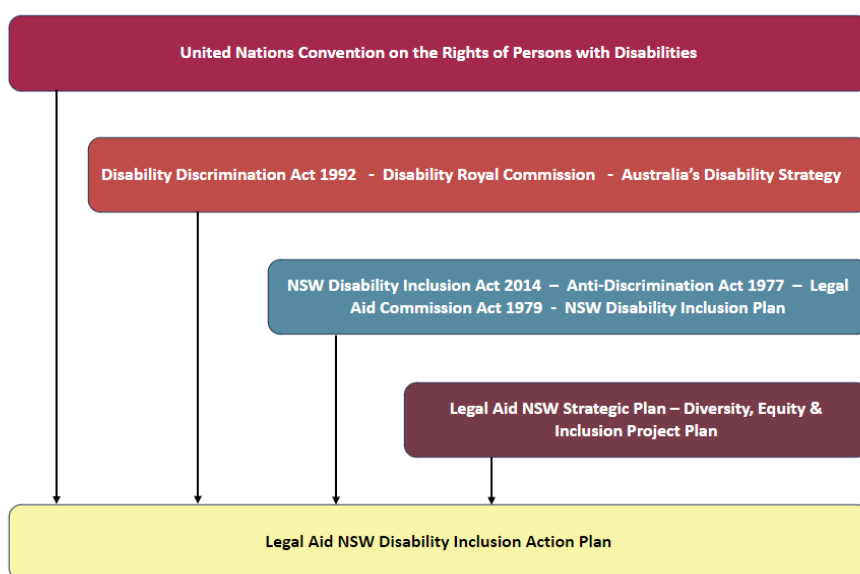 United Nations Convention on the Rights of Persons with Disabilities
Disability Discrimination Act 1992 - Disability Royal Commission - Australia's Disability Strategy
NSW Disability Inclusion Act 2014 – Anti-Discrimination Act 1977 – Legal
Aid Commission Act 1979 - NSW Disability Inclusion Plan
Legal Aid NSW Strategic Plan – Diversity, Equity &
Inclusion Project Plan
Legal Aid NSW Disability Inclusion Action Plan